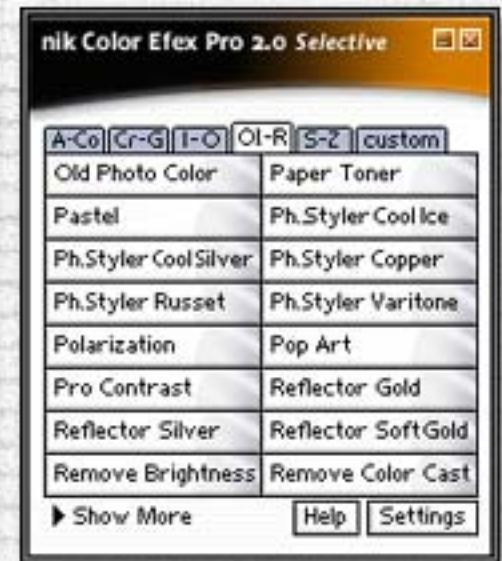 nik Color Efex Pro 2.0 Selective
A-Co Cr-G I-O Ol-R S-Z custom
Old Photo Color Paper Toner
Pastel Ph.Styler Cool Ice
Ph.Styler Cool Silver Ph.Styler Copper
Ph.Styler Russet Ph.Styler Varitone
Polarization Pop Art
Pro Contrast Reflector Gold
Reflector Silver Reflector Soft Gold
Remove Brightness Remove Color Cast
Show More Help Settings